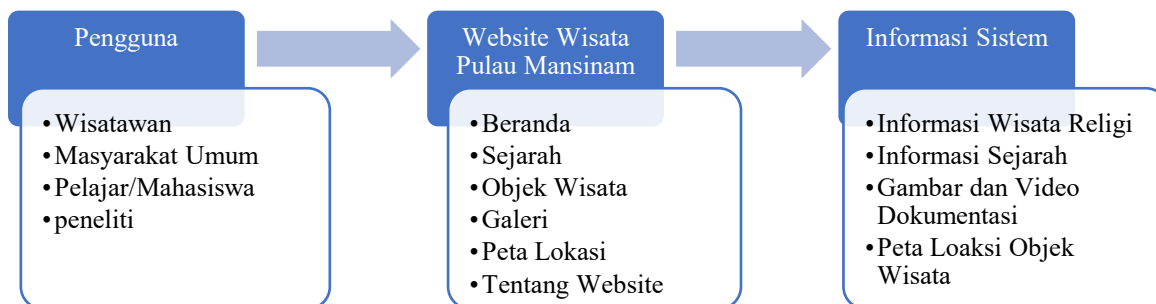 Pengguna
•Wisatawan
•Masyarakat Umum
•Pelajar/Mahasiswa
•peneliti
Website Wisata
Pulau Mansinam
•Beranda
•Sejarah
•Objek Wisata
•Galeri
•Peta Lokasi
•Tentang Website
Informasi Sistem
•Informasi Wisata Religi
•Informasi Sejarah
•Gambar dan Video
Dokumentasi
•Peta Loaksi Objek
Wisata